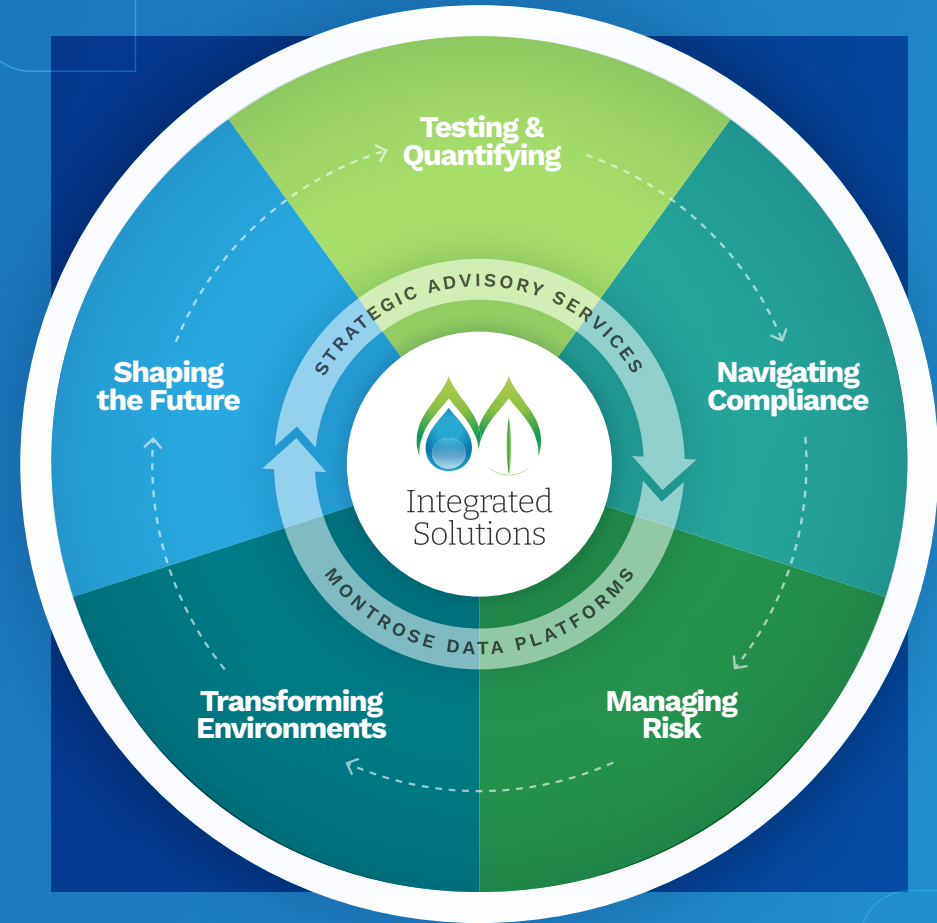 Testing &
Quantifying
STRATEGIC ADVISORY SERVICES
Shaping
the Future
Navigating
Compliance
Integrated
Solutions
MONTROSE DATA PLATFORMS
Transforming
Environments
Managing
Risk